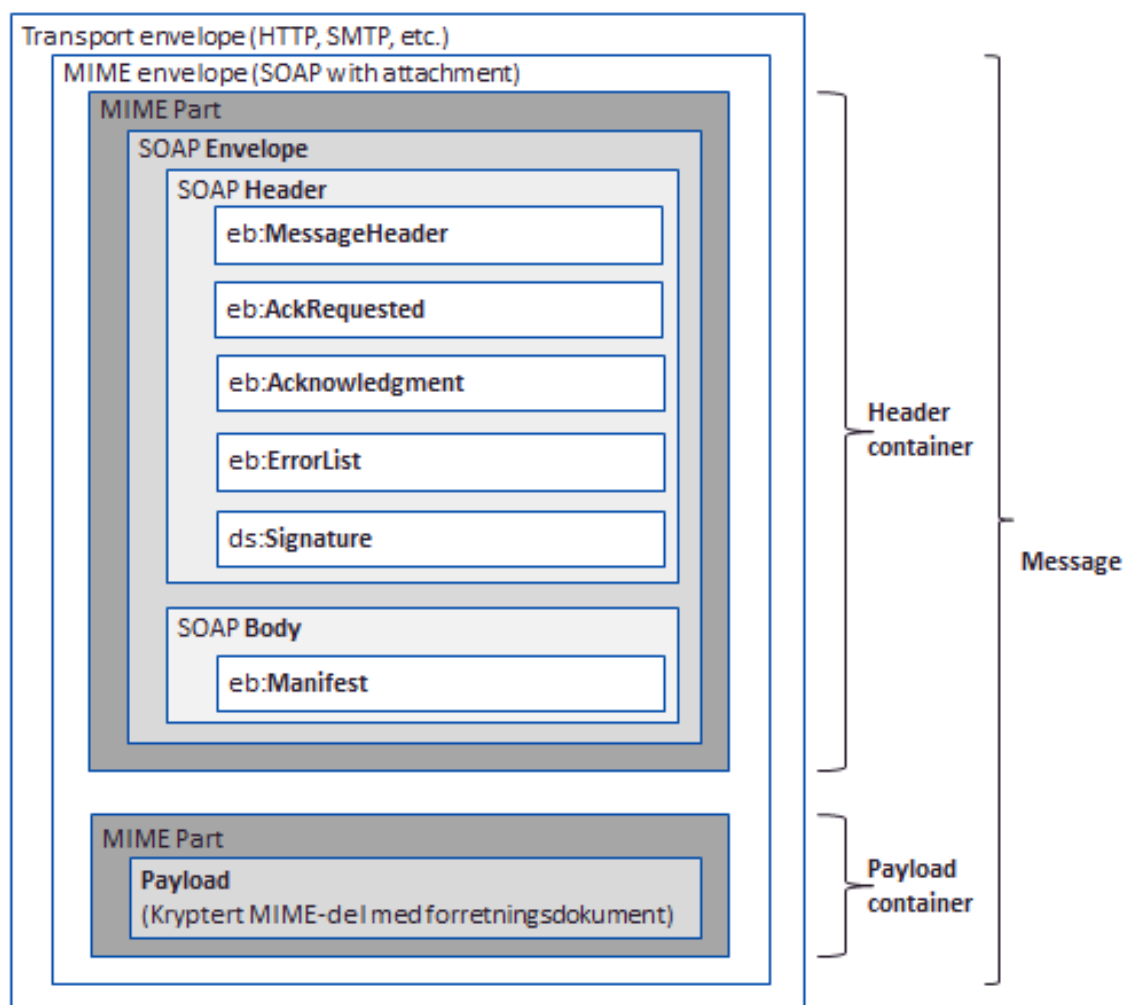 Transport envelope (HTTP, SMTP, etc.)
MIME envelope (SOAP with attachment)
MIME Part
SOAP Envelope
SOAP Header
eb:MessageHeader
eb:AckRequested
eb:Acknowledgment
eb:ErrorList
ds:Signature
SOAP Body
eb:Manifest
Header
container
Message
MIME Part
Payload
(Kryptert MIME-del med forretningsdokument)
Payload
container